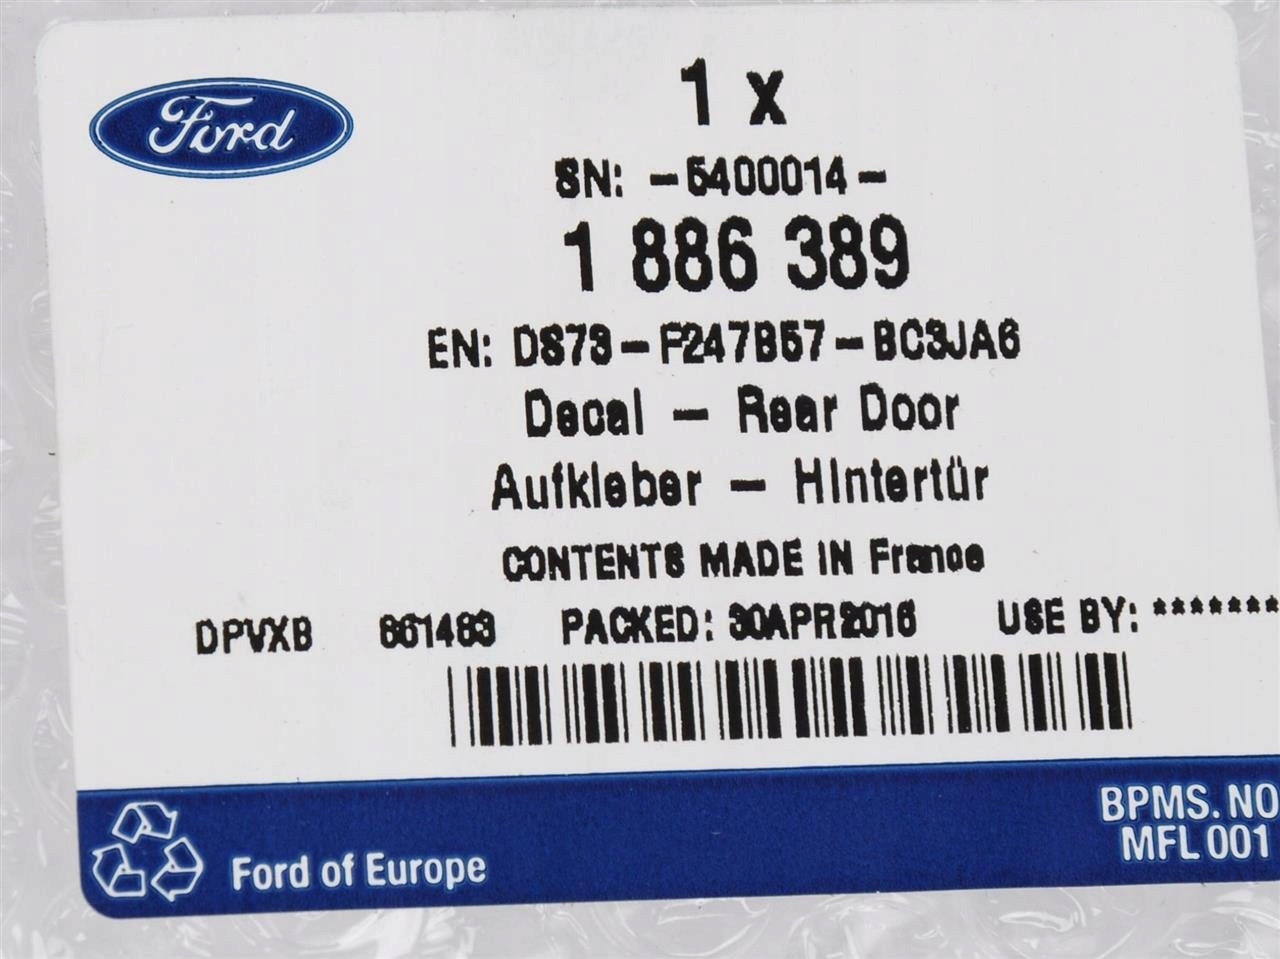 Ford
1 x
SN: -5400014-
1 886 389
EN: DS73-F247B57-BC3JA6
Decal - Rear Door
Aufkleber - Hintertür
CONTENTS MADE IN France
DPVXB 861483 PACKED: 30APR2016 USE BY: *******
BPMS. NO
MFL 001
Ford of Europe